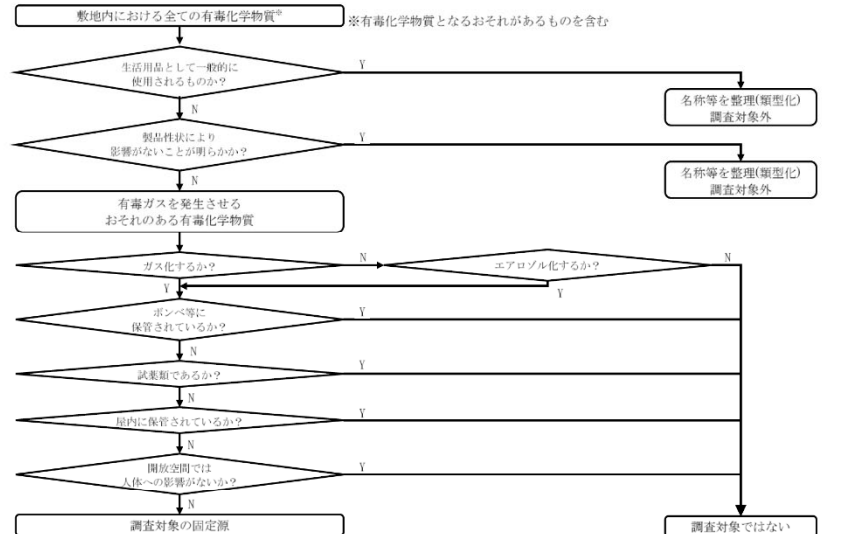 敷地内における全ての有毒化学物質※
※有毒化学物質となるおそれがあるものを含む
生活用品として一般的に
使用されるものか？
Y
N
名称等を整理(類型化)
調査対象外
製品性状により
影響がないことが明らかか？
Y
N
名称等を整理(類型化)
調査対象外
有毒ガスを発生させる
おそれのある有毒化学物質
ガス化するか？
N
エアロゾル化するか？
N
Y
Y
ボンベ等に
保管されているか？
Y
N
試薬類であるか？
Y
N
屋内に保管されているか？
Y
N
開放空間では
人体への影響がないか？
Y
N
調査対象の固定源
調査対象ではない